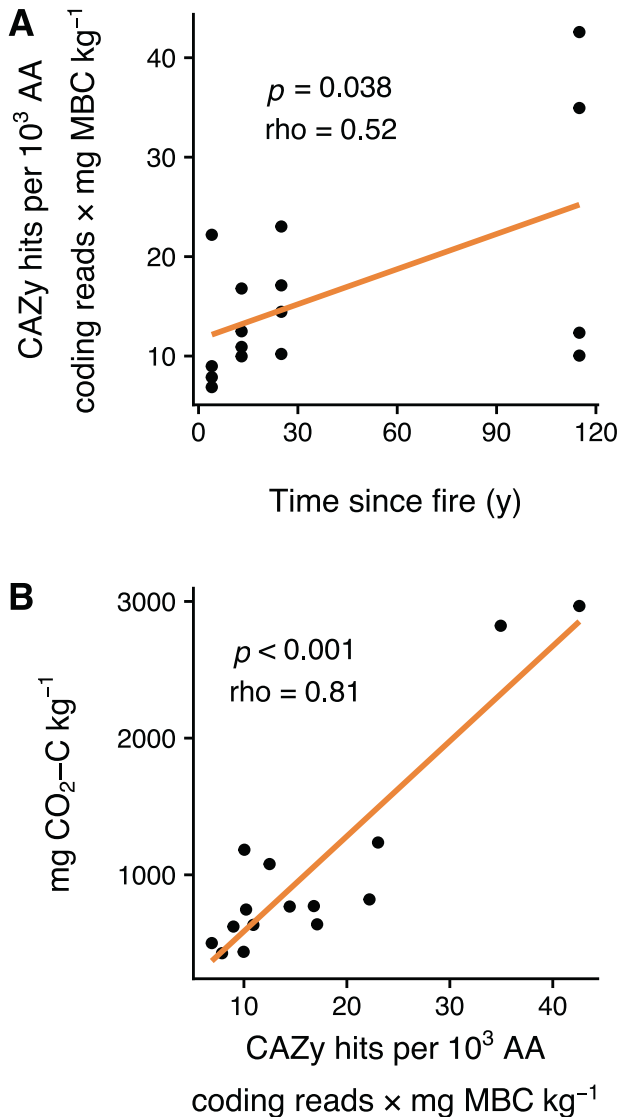 A
CAZy hits per 10³ AA
coding reads × mg MBC kg⁻¹
40
30
20
10
p = 0.038
rho = 0.52
0
30
60
90
120
Time since fire (y)
B
mg CO₂–C kg⁻¹
3000
2000
1000
p < 0.001
rho = 0.81
10
20
30
40
CAZy hits per 10³ AA
coding reads × mg MBC kg⁻¹